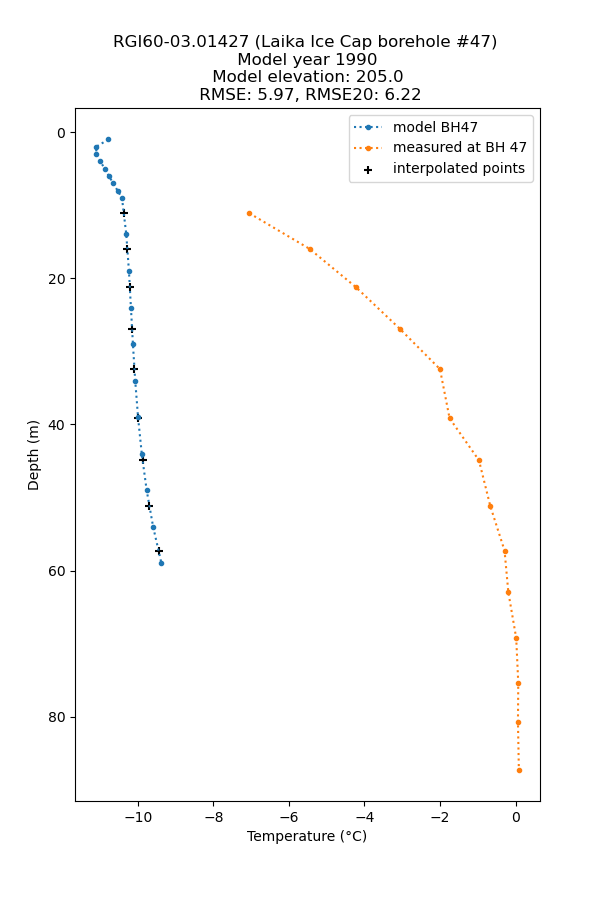 RGI60-03.01427 (Laika Ice Cap borehole #47)
Model year 1990
Model elevation: 205.0
RMSE: 5.97, RMSE20: 6.22
model BH47
measured at BH 47
interpolated points
0
20
40
60
80
Depth (m)
−10
−8
−6
−4
−2
0
Temperature (°C)